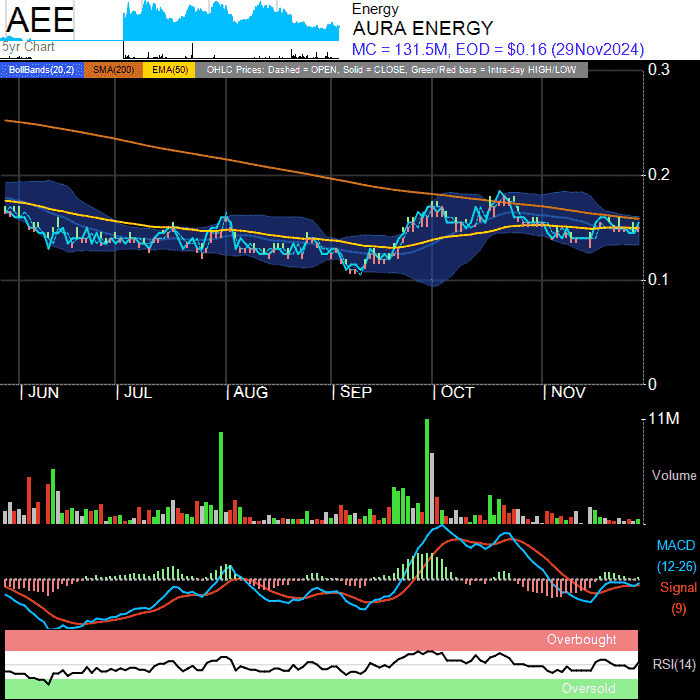 AEE
5yr Chart
Energy
AURA ENERGY
MC = 131.5M, EOD = $0.16 (29Nov2024)
BollBands(20,2) SMA(200) EMA(50) OHLC Prices: Dashed = OPEN, Solid = CLOSE, Green/Red bars = Intra-day HIGH/LOW
0.3
0.2
0.1
0
| JUN | JUL | AUG | SEP | OCT | NOV
11M
Volume
MACD
(12-26)
Signal
(9)
Overbought
RSI(14)
Oversold